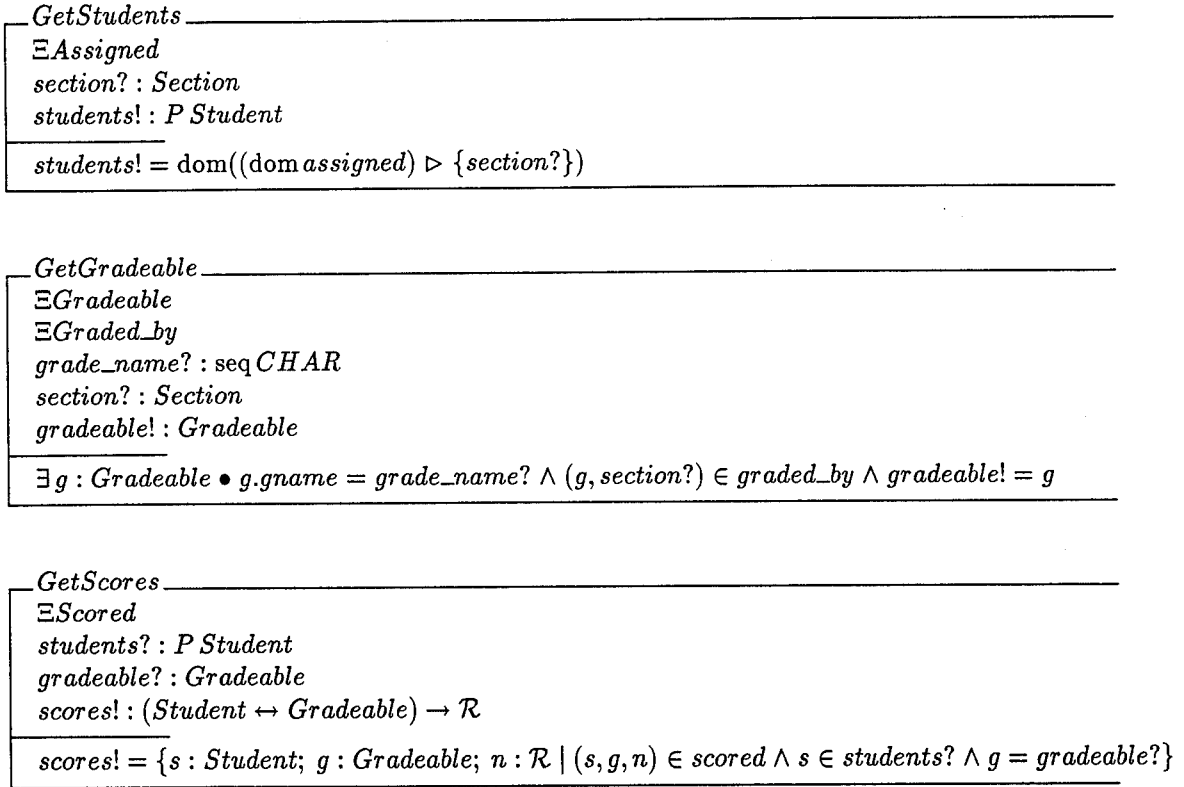 GetStudents
ΞAssigned
section? : Section
students! : P Student
students! = dom((dom assigned) ▷ {section?})
GetGradeable
ΞGradeable
ΞGraded_by
grade_name? : seq CHAR
section? : Section
gradeable! : Gradeable
∃ g : Gradeable • g.gname = grade_name? ∧ (g, section?) ∈ graded_by ∧ gradeable! = g
GetScores
ΞScored
students? : P Student
gradeable? : Gradeable
scores! : (Student ↔ Gradeable) → ℛ
scores! = {s : Student; g : Gradeable; n : ℛ | (s, g, n) ∈ scored ∧ s ∈ students? ∧ g = gradeable?}